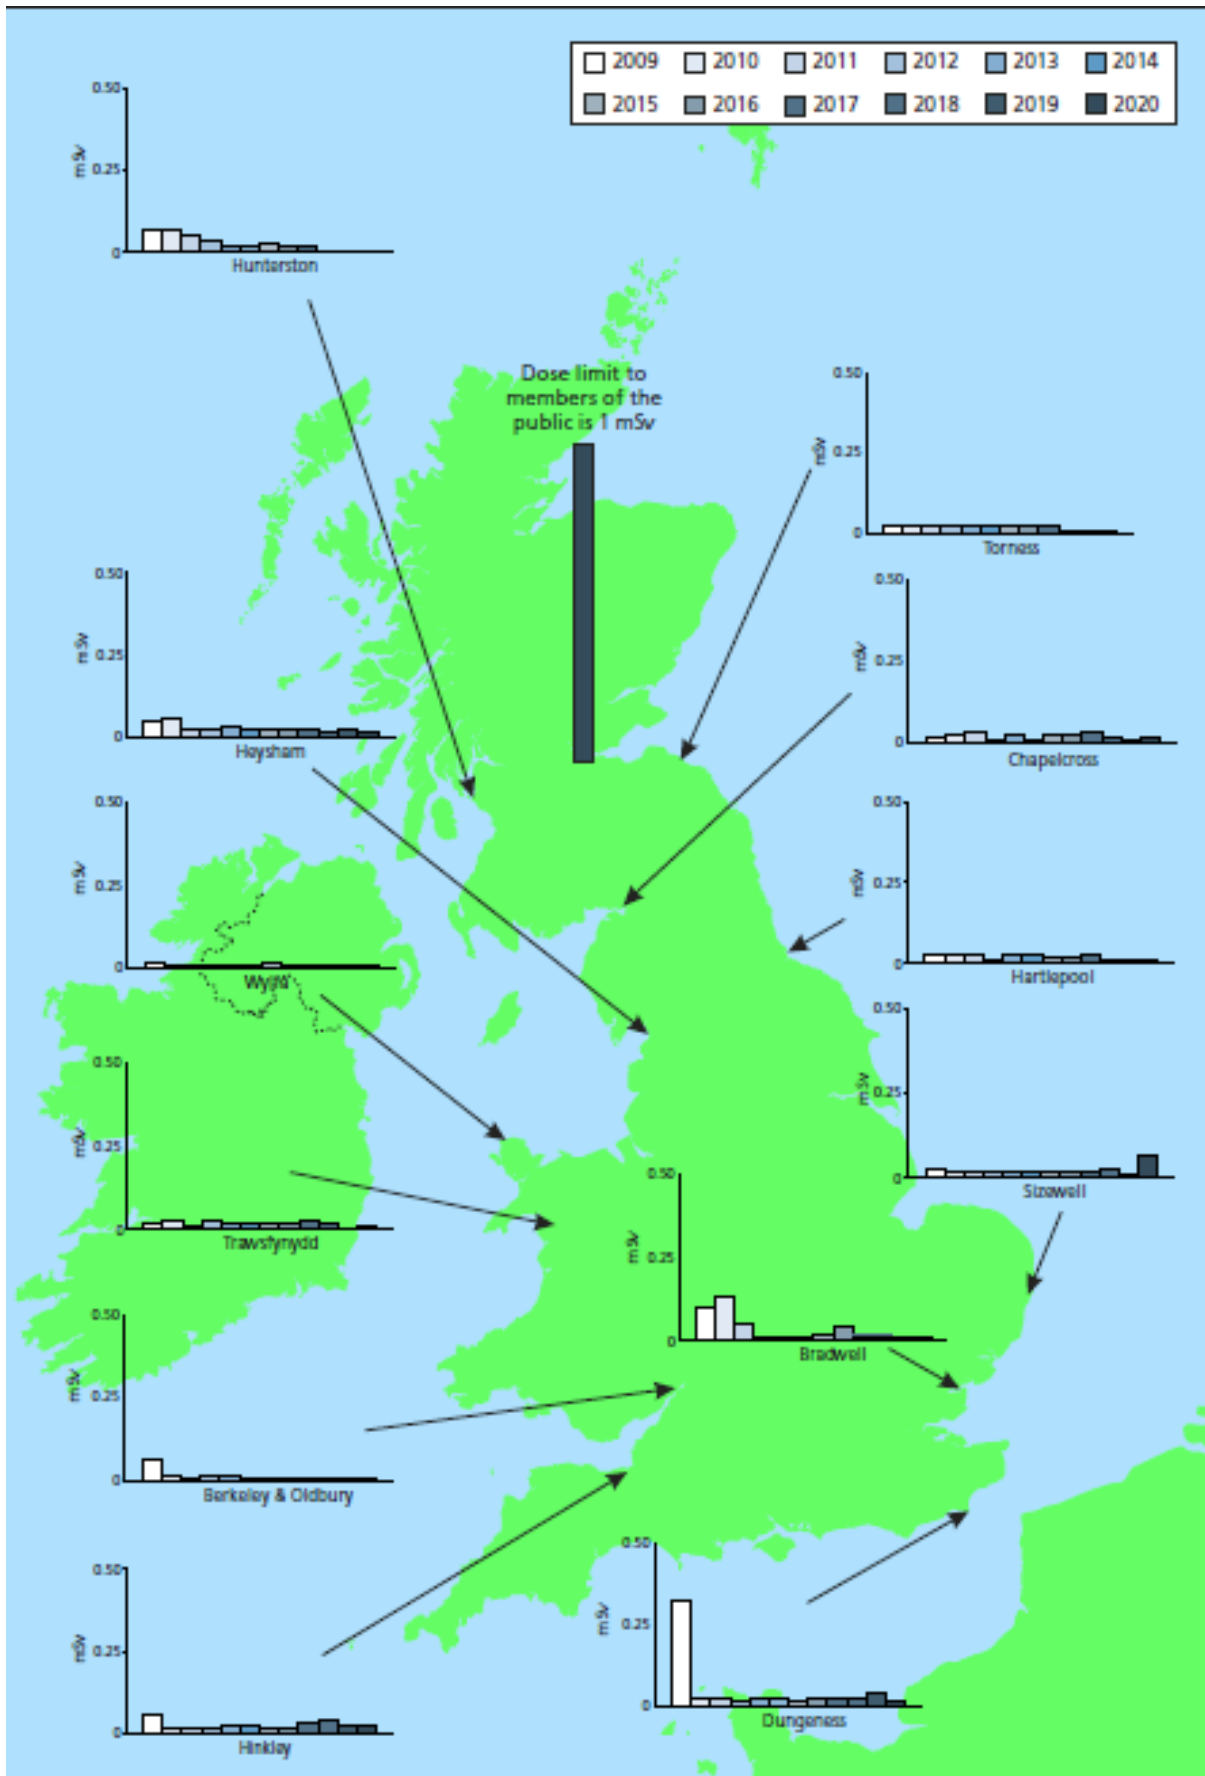 2009 2010 2011 2012 2013 2014
2015 2016 2017 2018 2019 2020
0.50
mSv
0.25
0
Hunterston
Dose limit to
members of the
public is 1 mSv
0.50
mSv
0.25
0
Torness
0.50
mSv
0.25
0
Heysham
0.50
mSv
0.25
0
Chapelcross
0.50
mSv
0.25
0
Wylfa
0.50
mSv
0.25
0
Hartlepool
0.50
mSv
0.25
0
Trawsfynydd
0.50
mSv
0.25
0
Sizewell
0.50
mSv
0.25
0
Bradwell
0.50
mSv
0.25
0
Berkeley & Oldbury
0.50
mSv
0.25
0
Hinkley
0.50
mSv
0.25
0
Dungeness